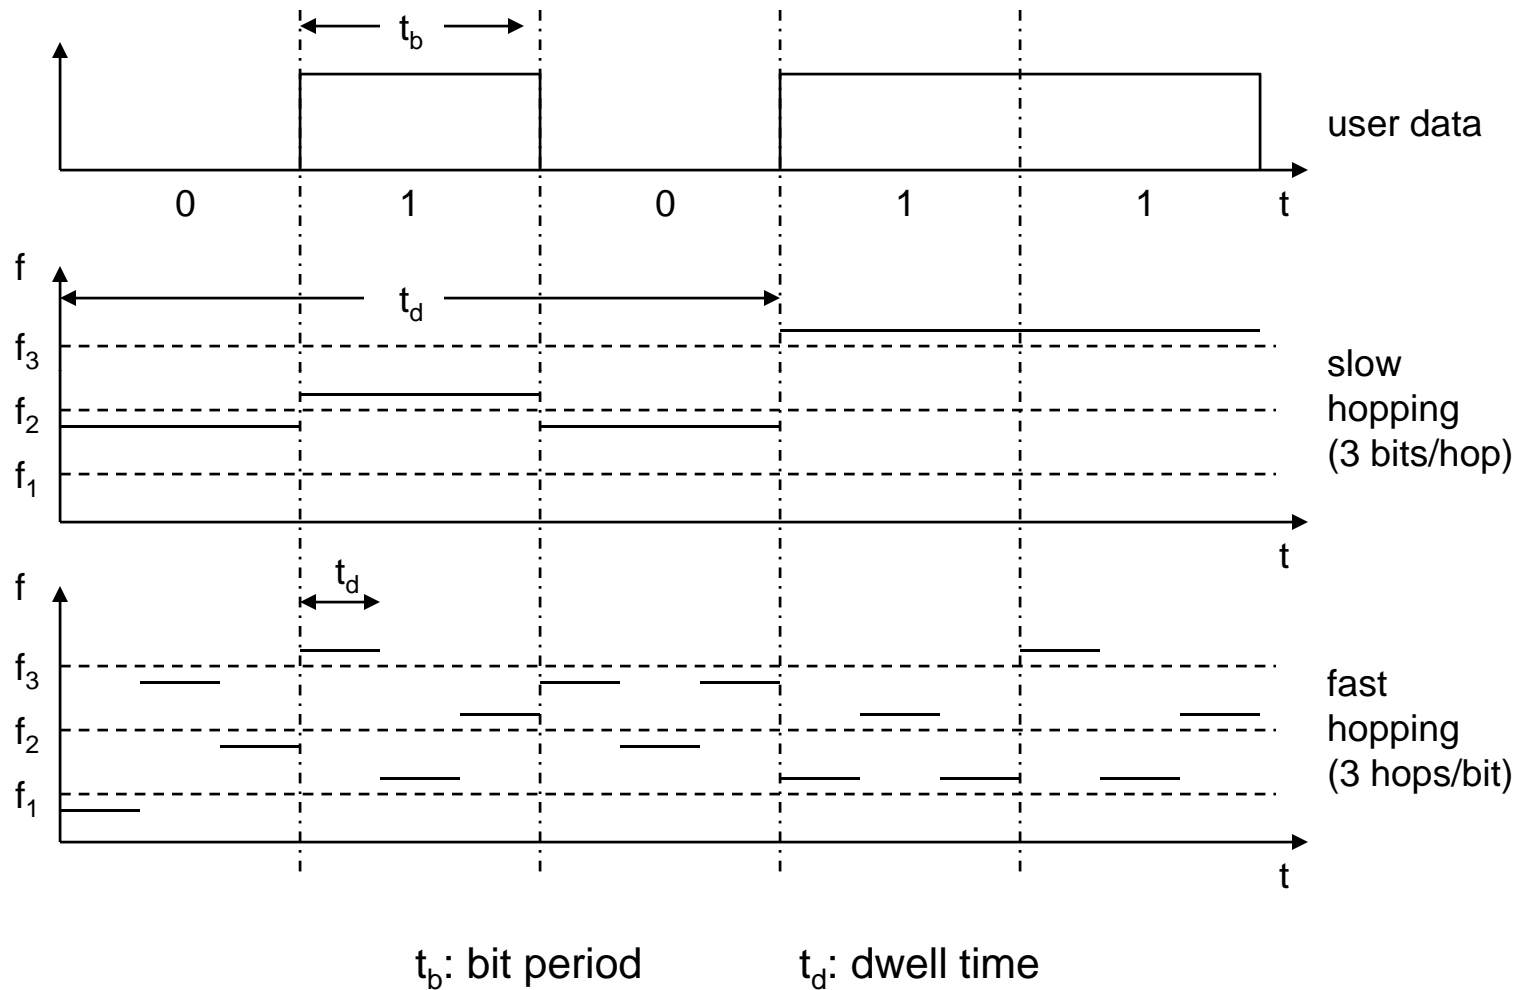 t_b
user data
0 1 0 1 1 t
f
t_d
f_3
slow
f_2
hopping
f_1
(3 bits/hop)
t
t_d
f
f_3
fast
f_2
hopping
f_1
(3 hops/bit)
t
t_b: bit period t_d: dwell time